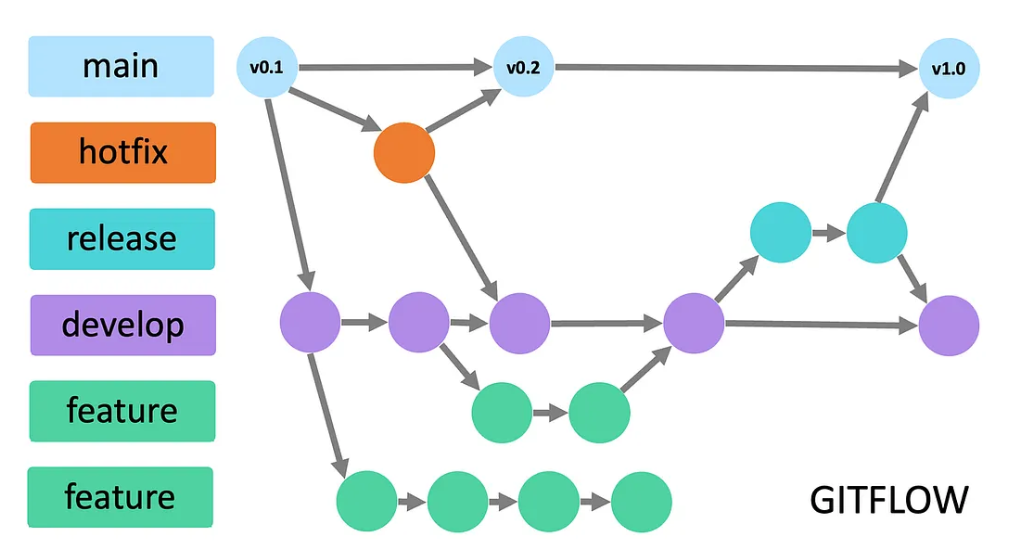 main
v0.1
v0.2
v1.0
hotfix
release
develop
feature
feature
GITFLOW